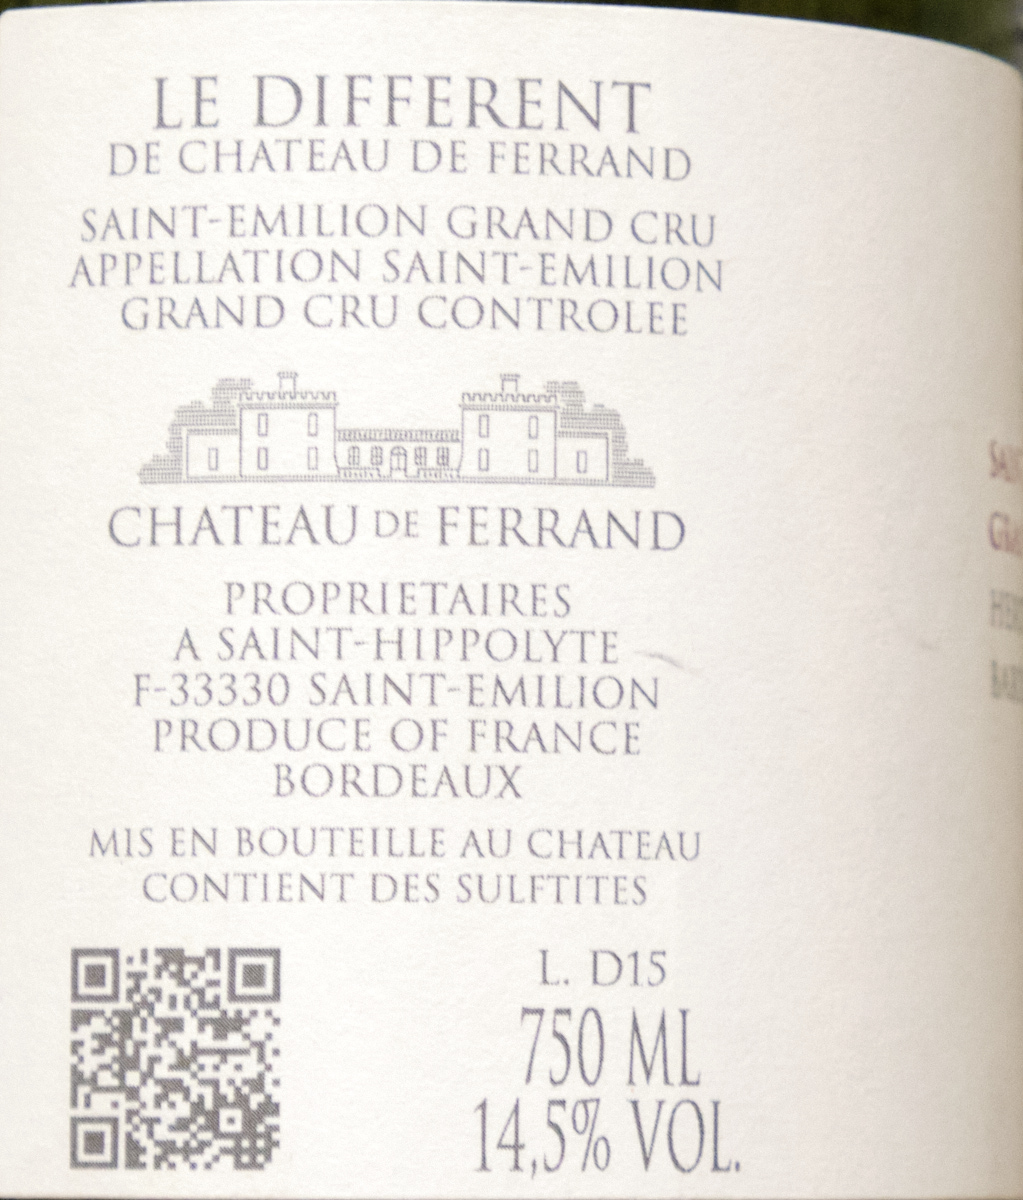 LE DIFFERENT
DE CHATEAU DE FERRAND
SAINT-EMILION GRAND CRU
APPELLATION SAINT-EMILION
GRAND CRU CONTROLEE
CHATEAU DE FERRAND
PROPRIETAIRES
A SAINT-HIPPOLYTE
F-33330 SAINT-EMILION
PRODUCE OF FRANCE
BORDEAUX
MIS EN BOUTEILLE AU CHATEAU
CONTIENT DES SULFTITES
L. D15
750 ML
14,5% VOL.